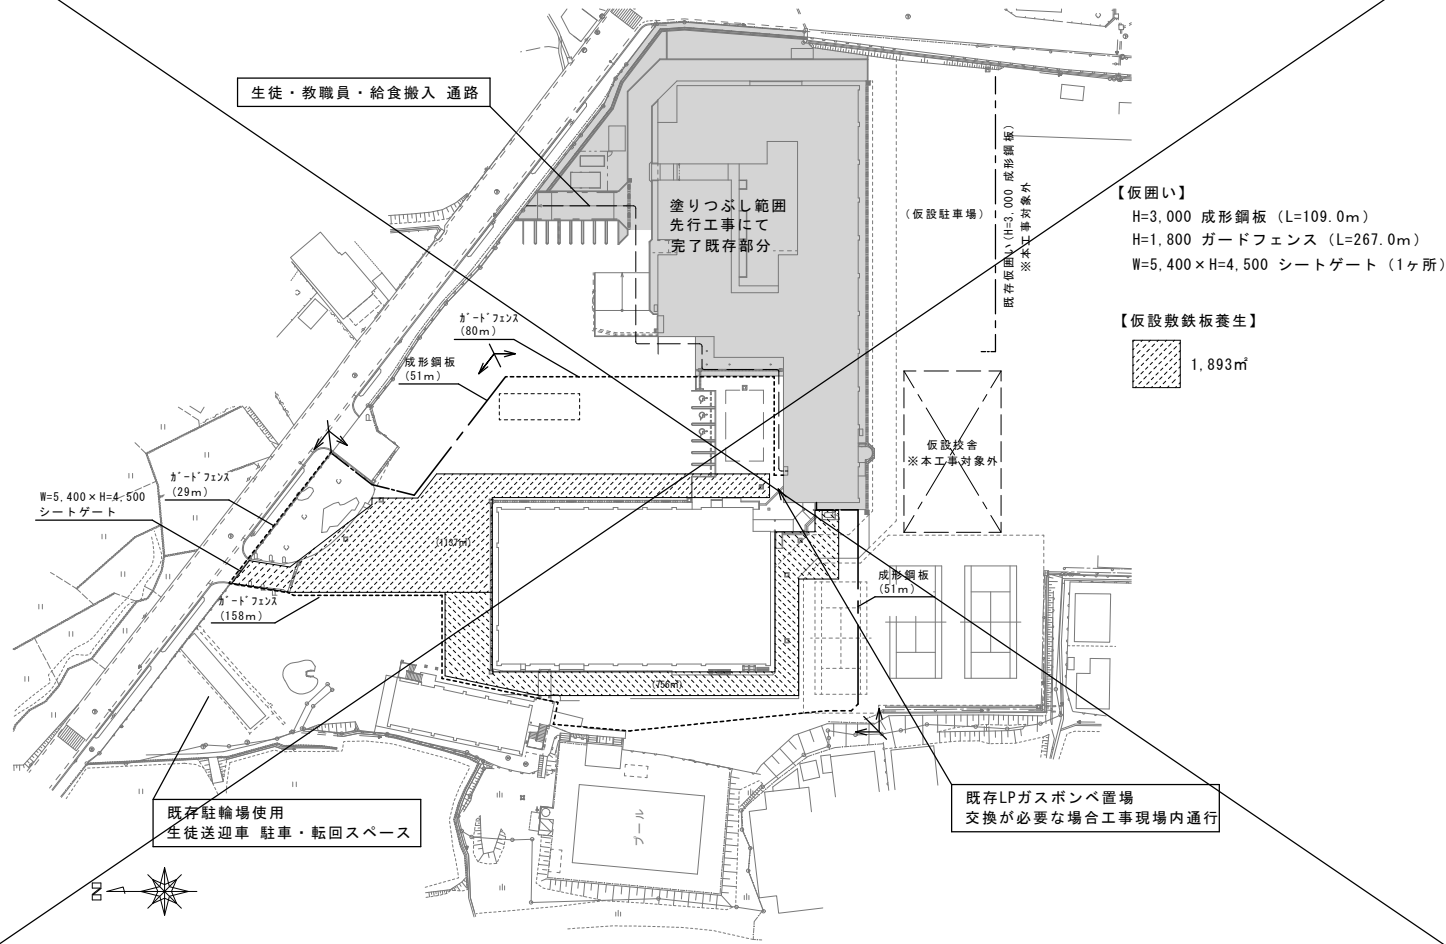 生徒・教職員・給食搬入 通路
塗りつぶし範囲
先行工事にて
完了既存部分
(仮設駐車場)
既存仮囲い(H=3,000 成形鋼板)
※本工事対象外
【仮囲い】
H=3,000 成形鋼板 (L=109.0m)
H=1,800 ガードフェンス (L=267.0m)
W=5,400×H=4,500 シートゲート (1ヶ所)
【仮設敷鉄板養生】
1,893㎡
ガードフェンス
(80m)
成形鋼板
(51m)
仮設校舎
※本工事対象外
ガードフェンス
(29m)
W=5,400×H=4,500
シートゲート
(1137㎡)
成形鋼板
(51m)
ガードフェンス
(158m)
(756㎡)
既存駐輪場使用
生徒送迎車 駐車・転回スペース
プール
既存LPガスボンベ置場
交換が必要な場合工事現場内通行
N